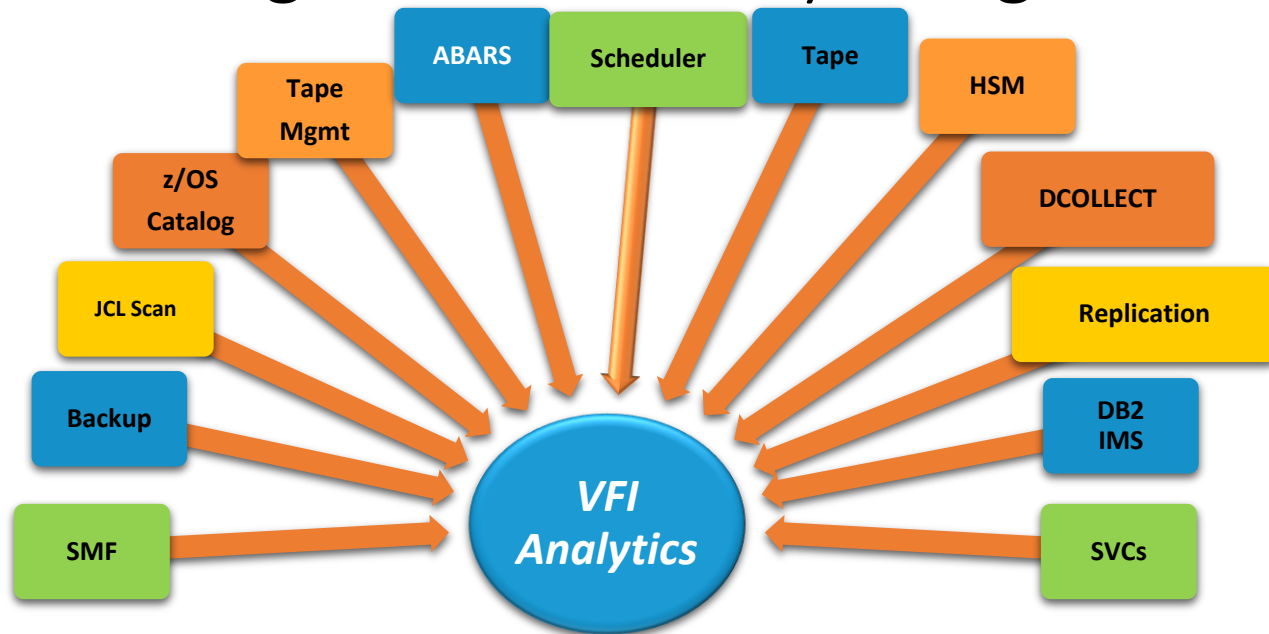 ABARS
Scheduler
Tape
HSM
Tape
Mgmt
DCOLLECT
z/OS
Catalog
JCL Scan
Replication
Backup
DB2
IMS
VFI
Analytics
SMF
SVCs